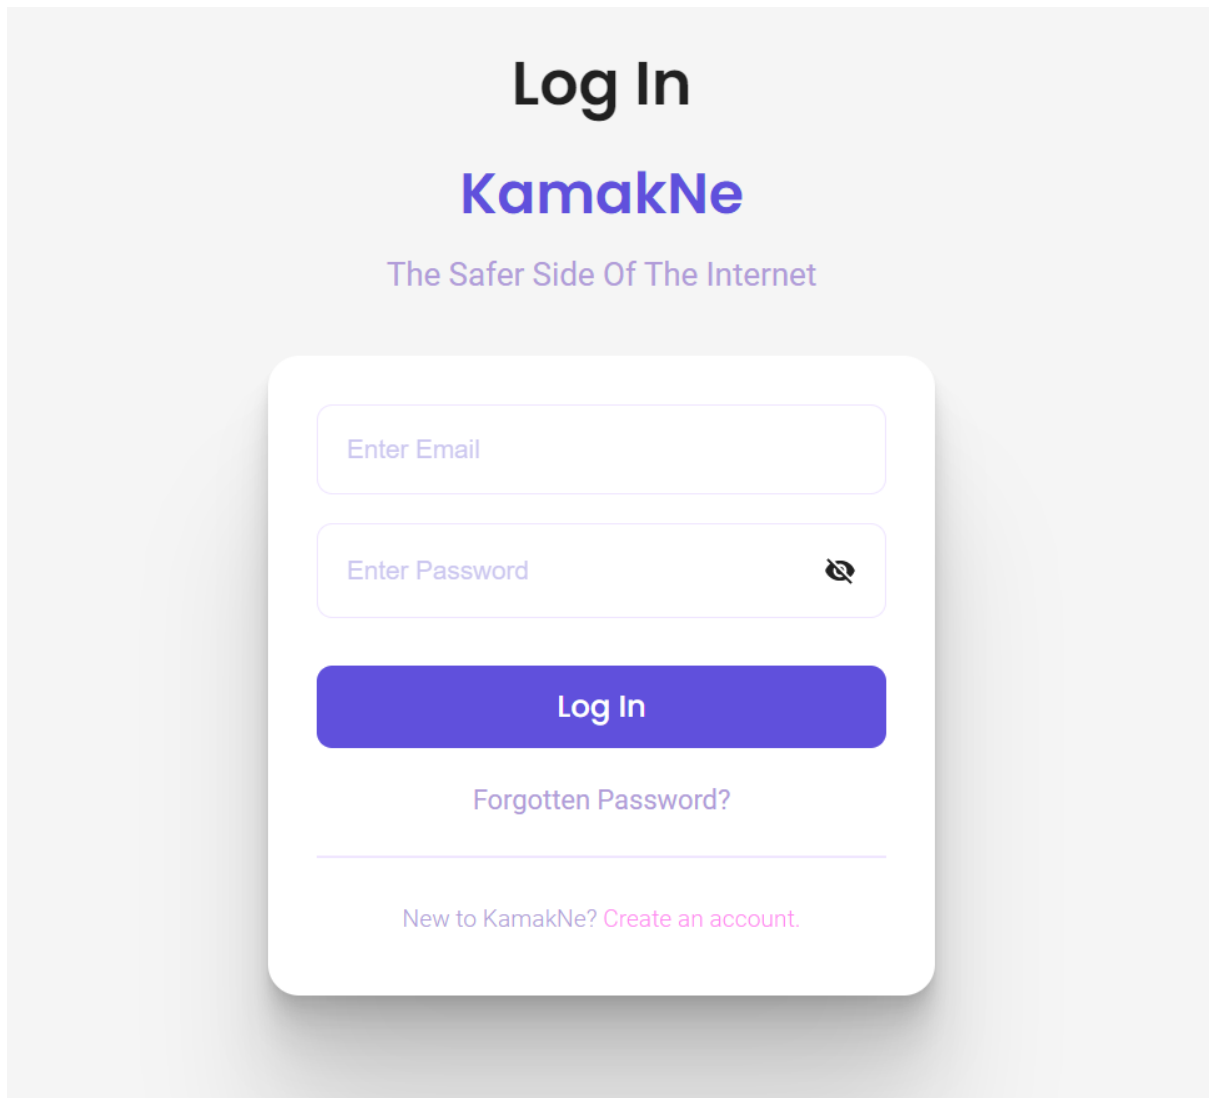 Log In
KamakNe
The Safer Side Of The Internet
Enter Email
Enter Password
Log In
Forgotten Password?
New to KamakNe? Create an account.